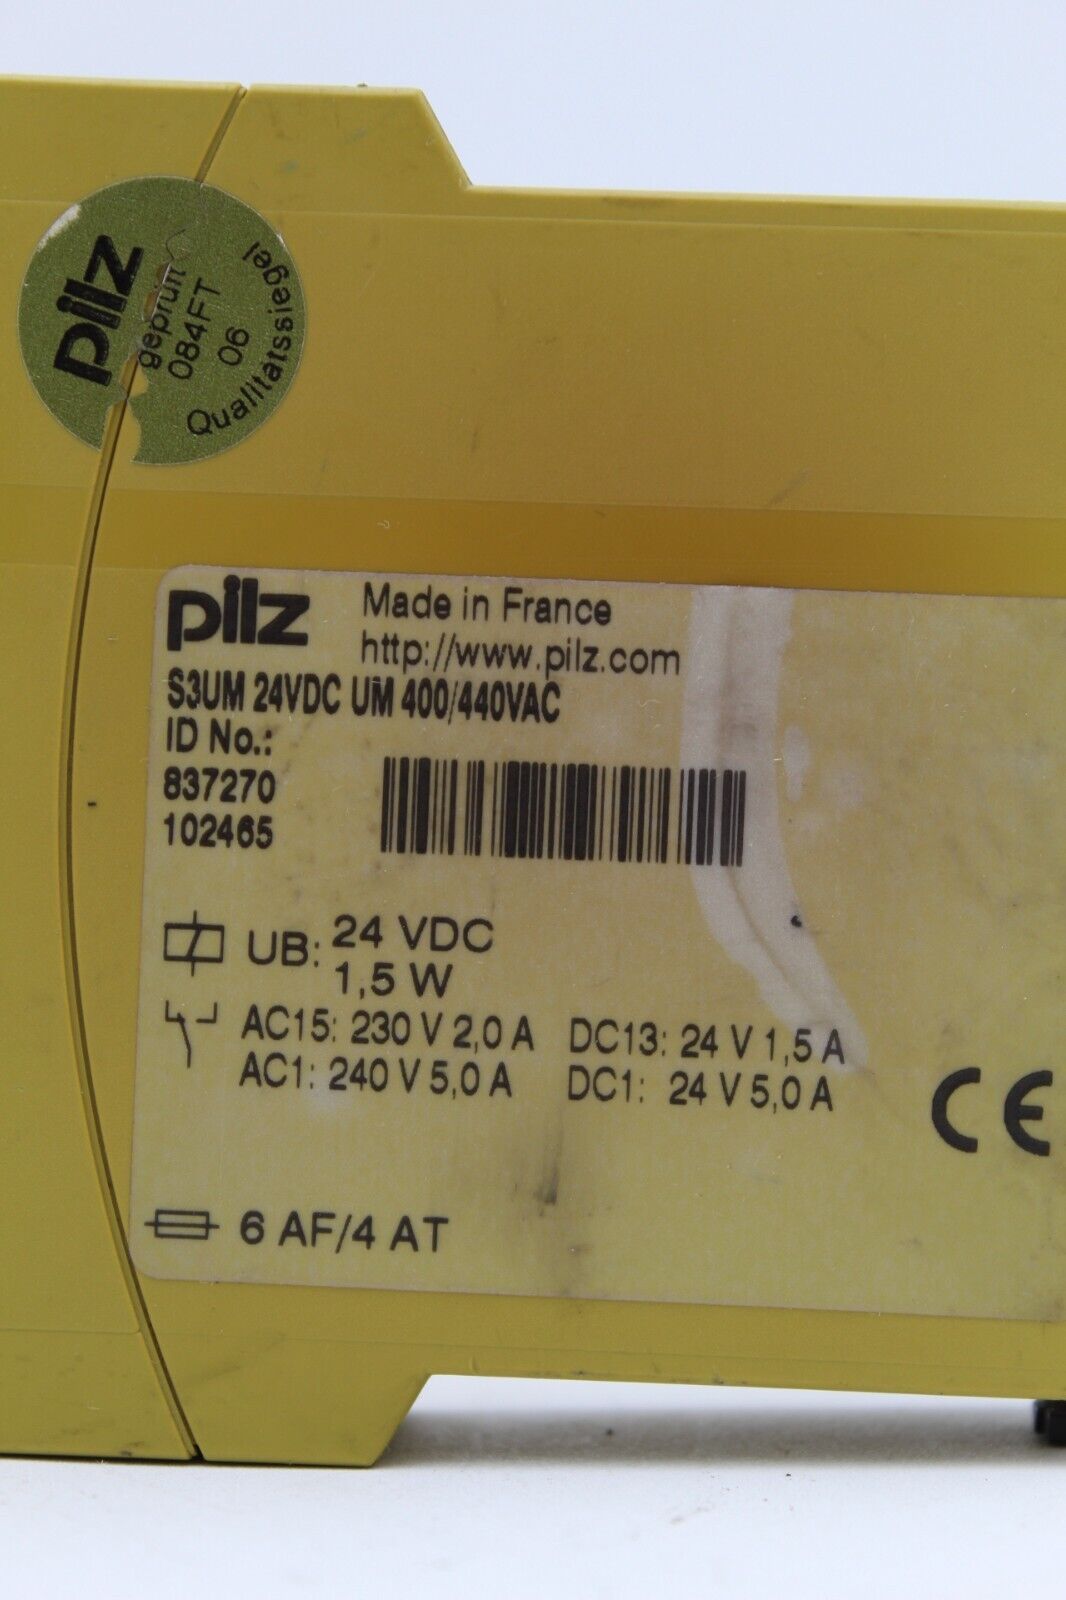 pilz
geprüft
084FT
06
Qualitätssiegel
pilz
Made in France
http://www.pilz.com
S3UM 24VDC UM 400/440VAC
ID No.:
837270
102465
UB: 24 VDC
1,5 W
AC15: 230 V 2,0 A DC13: 24 V 1,5 A
AC1: 240 V 5,0 A DC1: 24 V 5,0 A
CE
6 AF/4 AT